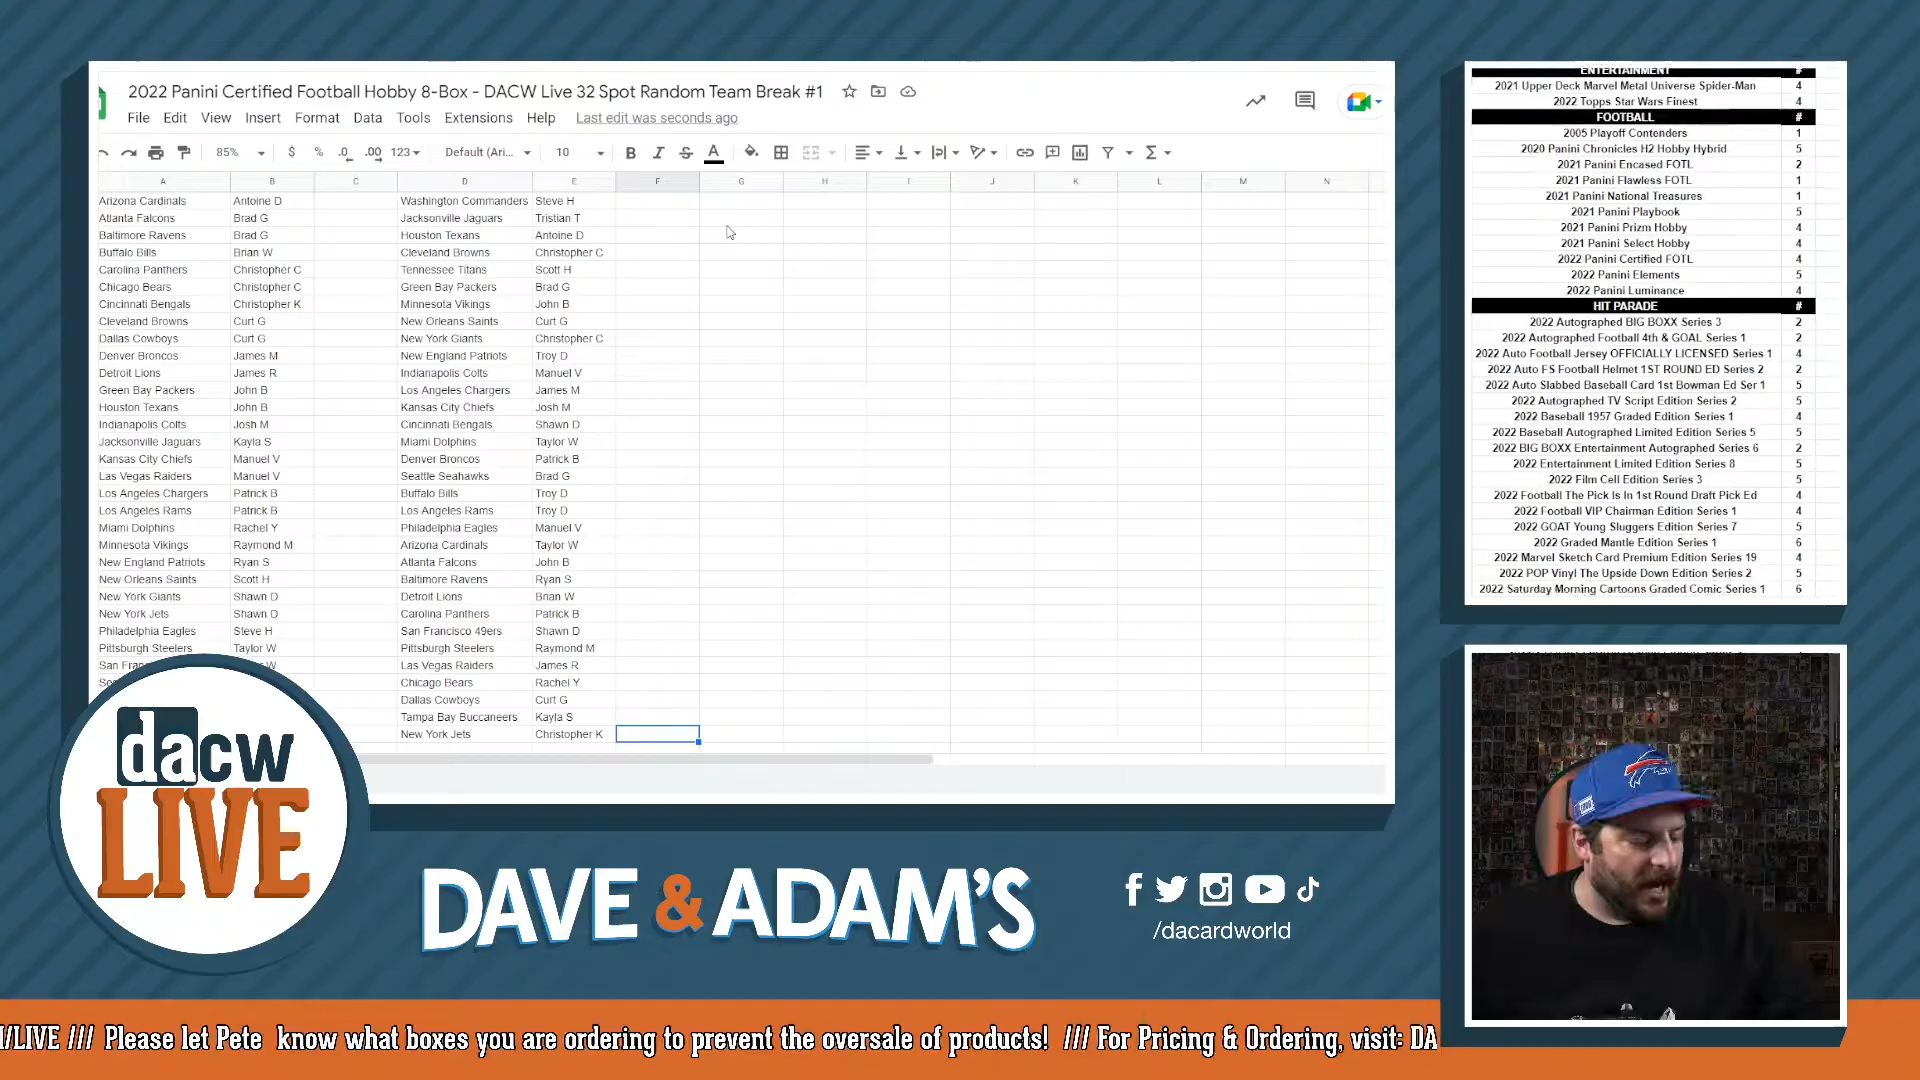 2022 Panini Certified Football Hobby 8-Box - DACW Live 32 Spot Random Team Break #1
File Edit View Insert Format Data Tools Extensions Help Last edit was seconds ago
85% $ % .0 .00 123 Default (Ari... 10 B I S A
A B C D E F G H I J K L M N
Arizona Cardinals Antoine D Washington Commanders Steve H
Atlanta Falcons Brad G Jacksonville Jaguars Tristian T
Baltimore Ravens Brad G Houston Texans Antoine D
Buffalo Bills Brian W Cleveland Browns Christopher C
Carolina Panthers Christopher C Tennessee Titans Scott H
Chicago Bears Christopher C Green Bay Packers Brad G
Cincinnati Bengals Christopher K Minnesota Vikings John B
Cleveland Browns Curt G New Orleans Saints Curt G
Dallas Cowboys Curt G New York Giants Christopher C
Denver Broncos James M New England Patriots Troy D
Detroit Lions James R Indianapolis Colts Manuel V
Green Bay Packers John B Los Angeles Chargers James M
Houston Texans John B Kansas City Chiefs Josh M
Indianapolis Colts Josh M Cincinnati Bengals Shawn D
Jacksonville Jaguars Kayla S Miami Dolphins Taylor W
Kansas City Chiefs Manuel V Denver Broncos Patrick B
Las Vegas Raiders Manuel V Seattle Seahawks Brad G
Los Angeles Chargers Patrick B Buffalo Bills Troy D
Los Angeles Rams Patrick B Los Angeles Rams Troy D
Miami Dolphins Rachel Y Philadelphia Eagles Manuel V
Minnesota Vikings Raymond M Arizona Cardinals Taylor W
New England Patriots Ryan S Atlanta Falcons John B
New Orleans Saints Scott H Baltimore Ravens Ryan S
New York Giants Shawn D Detroit Lions Brian W
New York Jets Shawn D Carolina Panthers Patrick B
Philadelphia Eagles Steve H San Francisco 49ers Shawn D
Pittsburgh Steelers Taylor W Pittsburgh Steelers Raymond M
San Fran W Las Vegas Raiders James R
Chicago Bears Rachel Y
Dallas Cowboys Curt G
Tampa Bay Buccaneers Kayla S
New York Jets Christopher K
ENTERTAINMENT #
2021 Upper Deck Marvel Metal Universe Spider-Man 4
2022 Topps Star Wars Finest 4
FOOTBALL #
2005 Playoff Contenders 1
2020 Panini Chronicles H2 Hobby Hybrid 5
2021 Panini Encased FOTL 2
2021 Panini Flawless FOTL 1
2021 Panini National Treasures 1
2021 Panini Playbook 5
2021 Panini Prizm Hobby 4
2021 Panini Select Hobby 4
2022 Panini Certified FOTL 4
2022 Panini Elements 5
2022 Panini Luminance 4
HIT PARADE #
2022 Autographed BIG BOXX Series 3 2
2022 Autographed Football 4th & GOAL Series 1 2
2022 Auto Football Jersey OFFICIALLY LICENSED Series 1 4
2022 Auto FS Football Helmet 1ST ROUND ED Series 2 2
2022 Auto Slabbed Baseball Card 1st Bowman Ed Ser 1 5
2022 Autographed TV Script Edition Series 2 5
2022 Baseball 1957 Graded Edition Series 1 4
2022 Baseball Autographed Limited Edition Series 5 5
2022 BIG BOXX Entertainment Autographed Series 6 2
2022 Entertainment Limited Edition Series 8 5
2022 Film Cell Edition Series 3 5
2022 Football The Pick Is In 1st Round Draft Pick Ed 4
2022 Football VIP Chairman Edition Series 1 4
2022 GOAT Young Sluggers Edition Series 7 5
2022 Graded Mantle Edition Series 1 6
2022 Marvel Sketch Card Premium Edition Series 19 4
2022 POP Vinyl The Upside Down Edition Series 2 5
2022 Saturday Morning Cartoons Graded Comic Series 1 6
dacw
LIVE
DAVE & ADAM'S
/dacardworld
/LIVE /// Please let Pete know what boxes you are ordering to prevent the oversale of products! /// For Pricing & Ordering, visit: DA